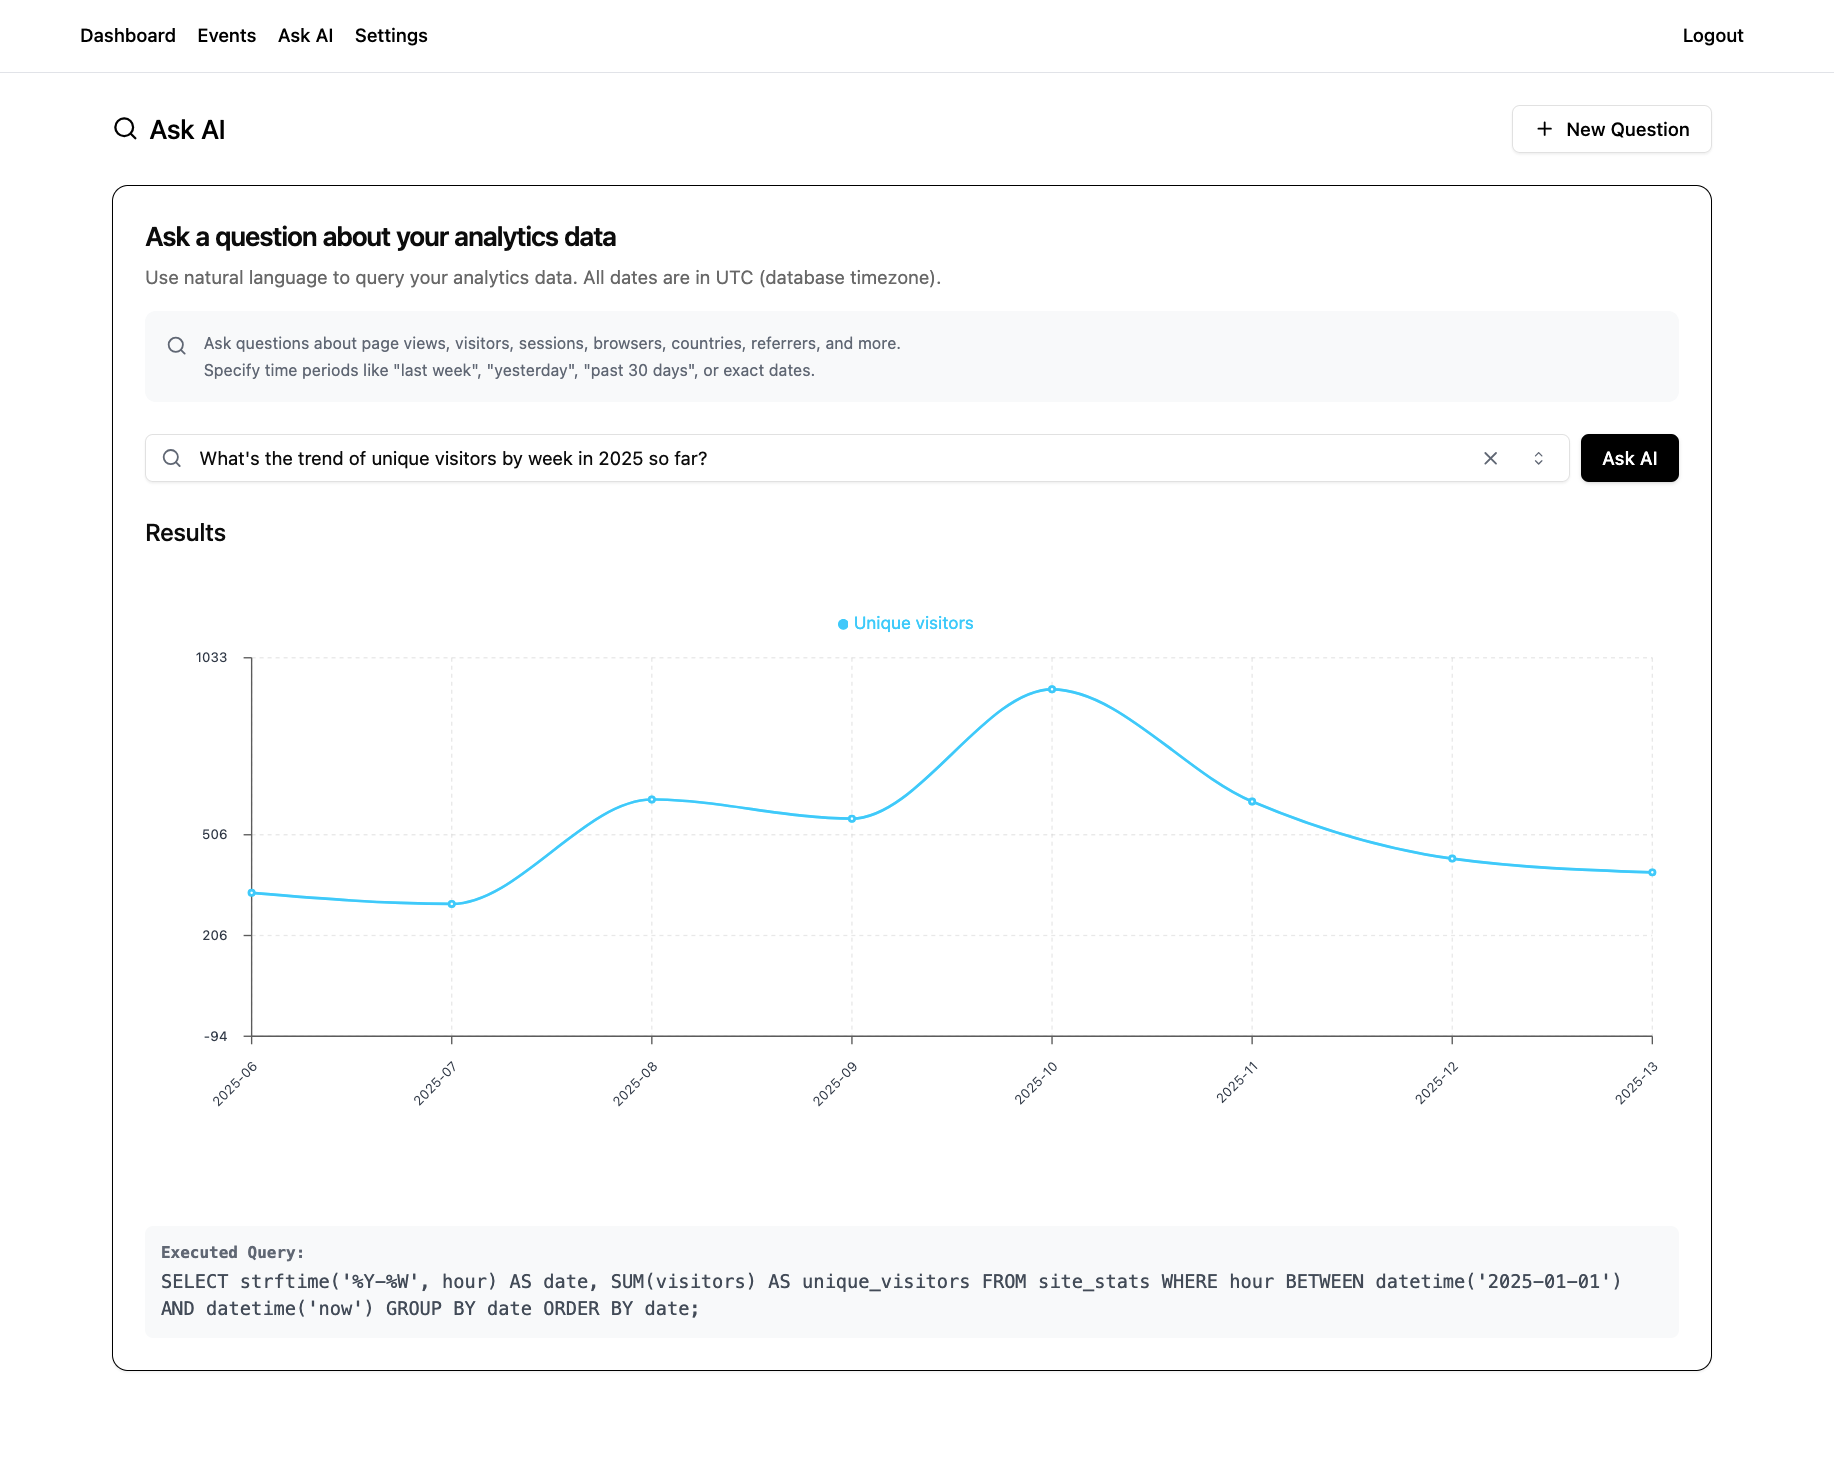 Dashboard Events Ask AI Settings Logout
Ask AI
New Question
Ask a question about your analytics data
Use natural language to query your analytics data. All dates are in UTC (database timezone).
Ask questions about page views, visitors, sessions, browsers, countries, referrers, and more.
Specify time periods like "last week", "yesterday", "past 30 days", or exact dates.
What's the trend of unique visitors by week in 2025 so far?
Ask AI
Results
Unique visitors
1033
506
206
-94
2025-06 2025-07 2025-08 2025-09 2025-10 2025-11 2025-12 2025-13
Executed Query:
SELECT strftime('%Y-%W', hour) AS date, SUM(visitors) AS unique_visitors FROM site_stats WHERE hour BETWEEN datetime('2025-01-01')
AND datetime('now') GROUP BY date ORDER BY date;